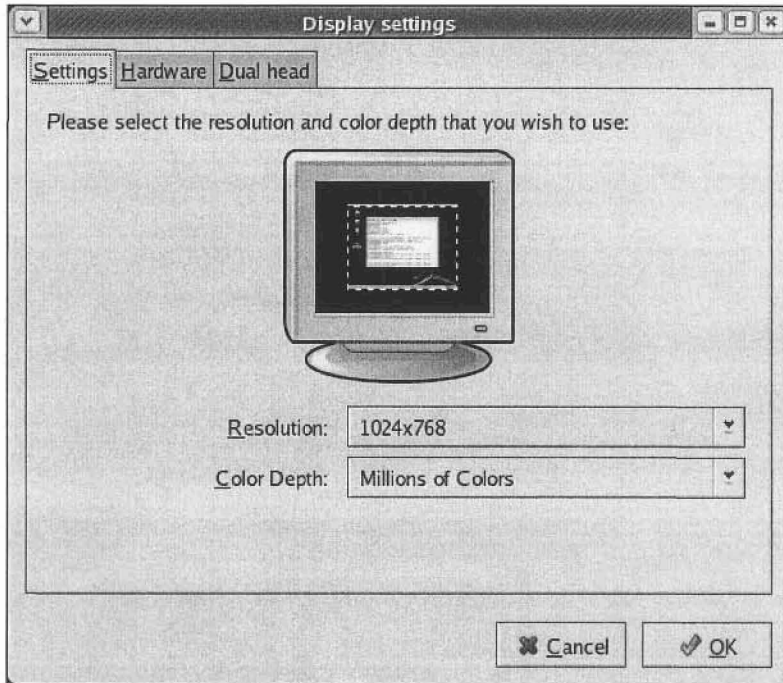 Display settings
Settings Hardware Dual head
Please select the resolution and color depth that you wish to use:
Resolution: 1024x768
Color Depth: Millions of Colors
Cancel OK